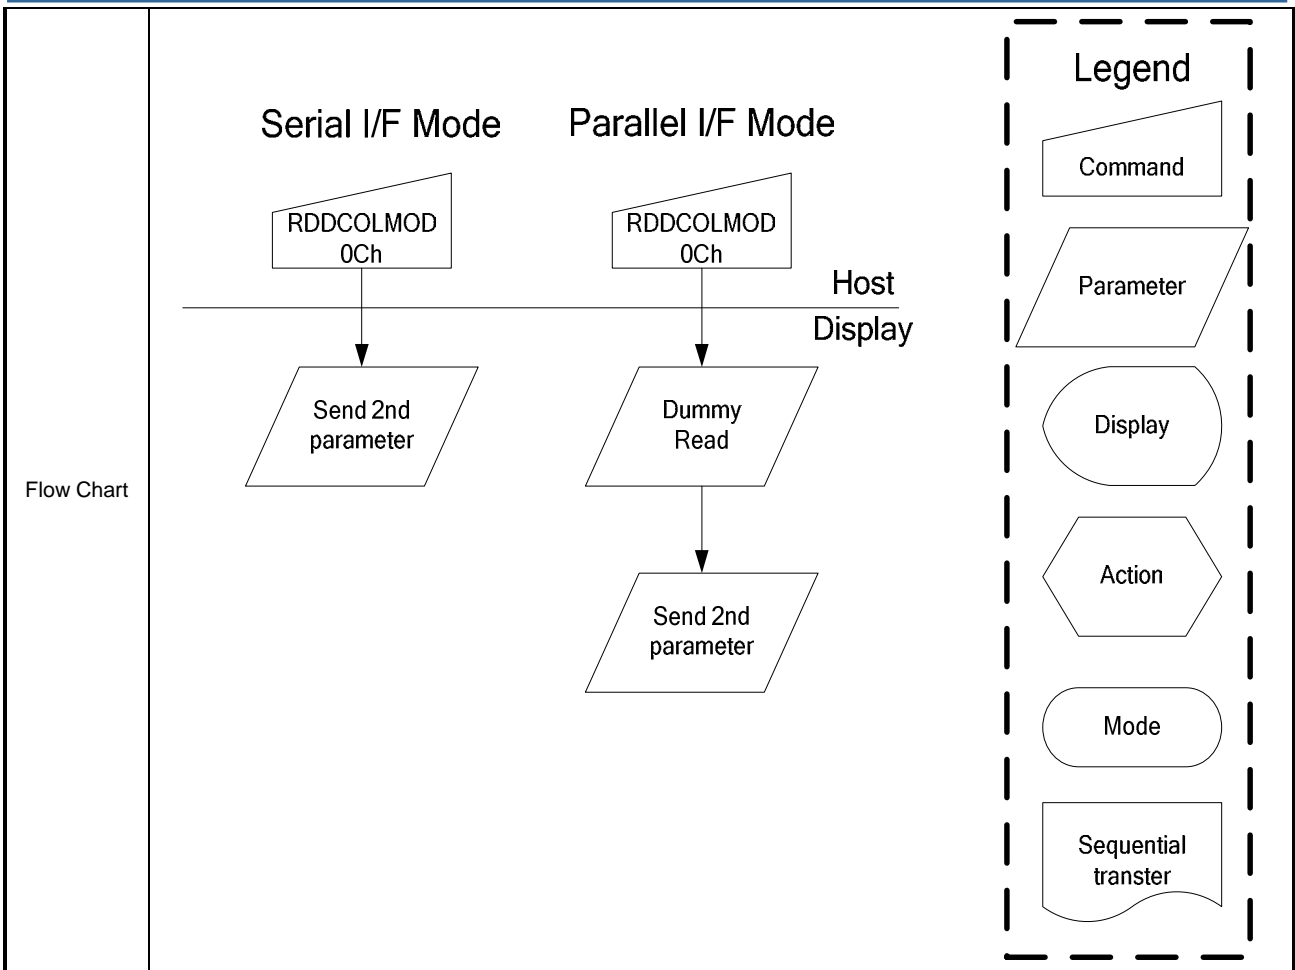 Flow Chart
Serial I/F Mode
RDDCOLMOD
0Ch
Send 2nd
parameter
Parallel I/F Mode
RDDCOLMOD
0Ch
Host
Display
Dummy
Read
Send 2nd
parameter
Legend
Command
Parameter
Display
Action
Mode
Sequential
transter